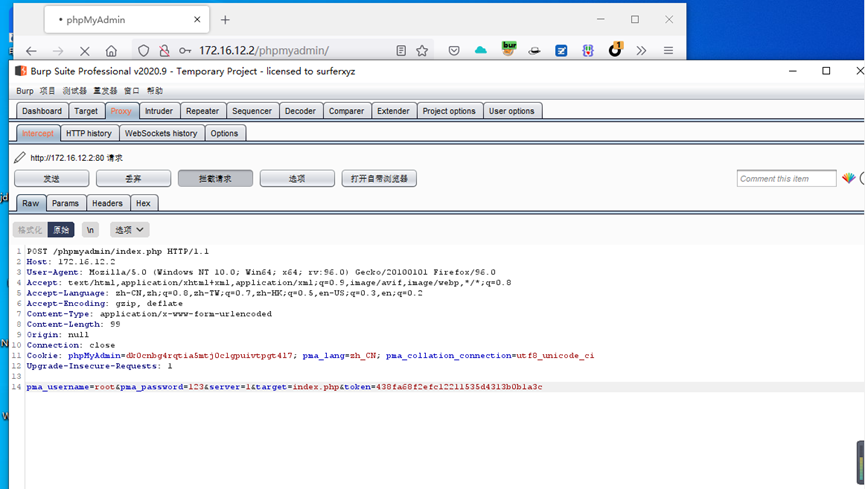 phpMyAdmin
172.16.12.2/phpmyadmin/
Burp Suite Professional v2020.9 - Temporary Project - licensed to surferxyz
Burp 项目 测试器 重发器 窗口 帮助
Dashboard Target Proxy Intruder Repeater Sequencer Decoder Comparer Extender Project options User options
Intercept HTTP history WebSockets history Options
http://172.16.12.2:80 请求
发送 丢弃 拦截请求 选项 打开自带浏览器 Comment this item
Raw Params Headers Hex
格式化 原始 \n 选项
1 POST /phpmyadmin/index.php HTTP/1.1
2 Host: 172.16.12.2
3 User-Agent: Mozilla/5.0 (Windows NT 10.0; Win64; x64; rv:96.0) Gecko/20100101 Firefox/96.0
4 Accept: text/html,application/xhtml+xml,application/xml;q=0.9,image/avif,image/webp,*/*;q=0.8
5 Accept-Language: zh-CN,zh;q=0.8,zh-TW;q=0.7,zh-HK;q=0.5,en-US;q=0.3,en;q=0.2
6 Accept-Encoding: gzip, deflate
7 Content-Type: application/x-www-form-urlencoded
8 Content-Length: 99
9 Origin: null
10 Connection: close
11 Cookie: phpMyAdmin=dk0cnbg4rqtia5mtj0c1gpuivtpgt417; pma_lang=zh_CN; pma_collation_connection=utf8_unicode_ci
12 Upgrade-Insecure-Requests: 1
13
14 pma_username=root&pma_password=123&server=1&target=index.php&token=438fa68f2efc12211535d4313b0b1a3c